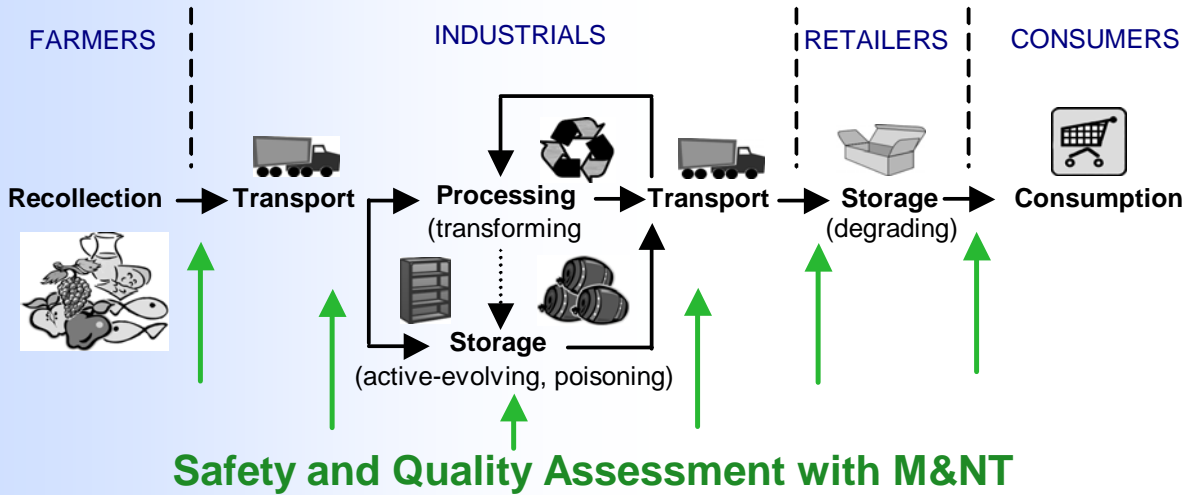 FARMERS
INDUSTRIALS
RETAILERS
CONSUMERS
Recollection
Transport
Processing
(transforming
Transport
Storage
(degrading)
Consumption
Storage
(active-evolving, poisoning)
Safety and Quality Assessment with M&NT